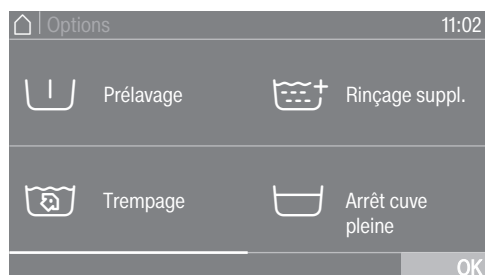 Options 11:02
Prélavage
Rinçage suppl.
Trempage
Arrêt cuve
pleine
OK